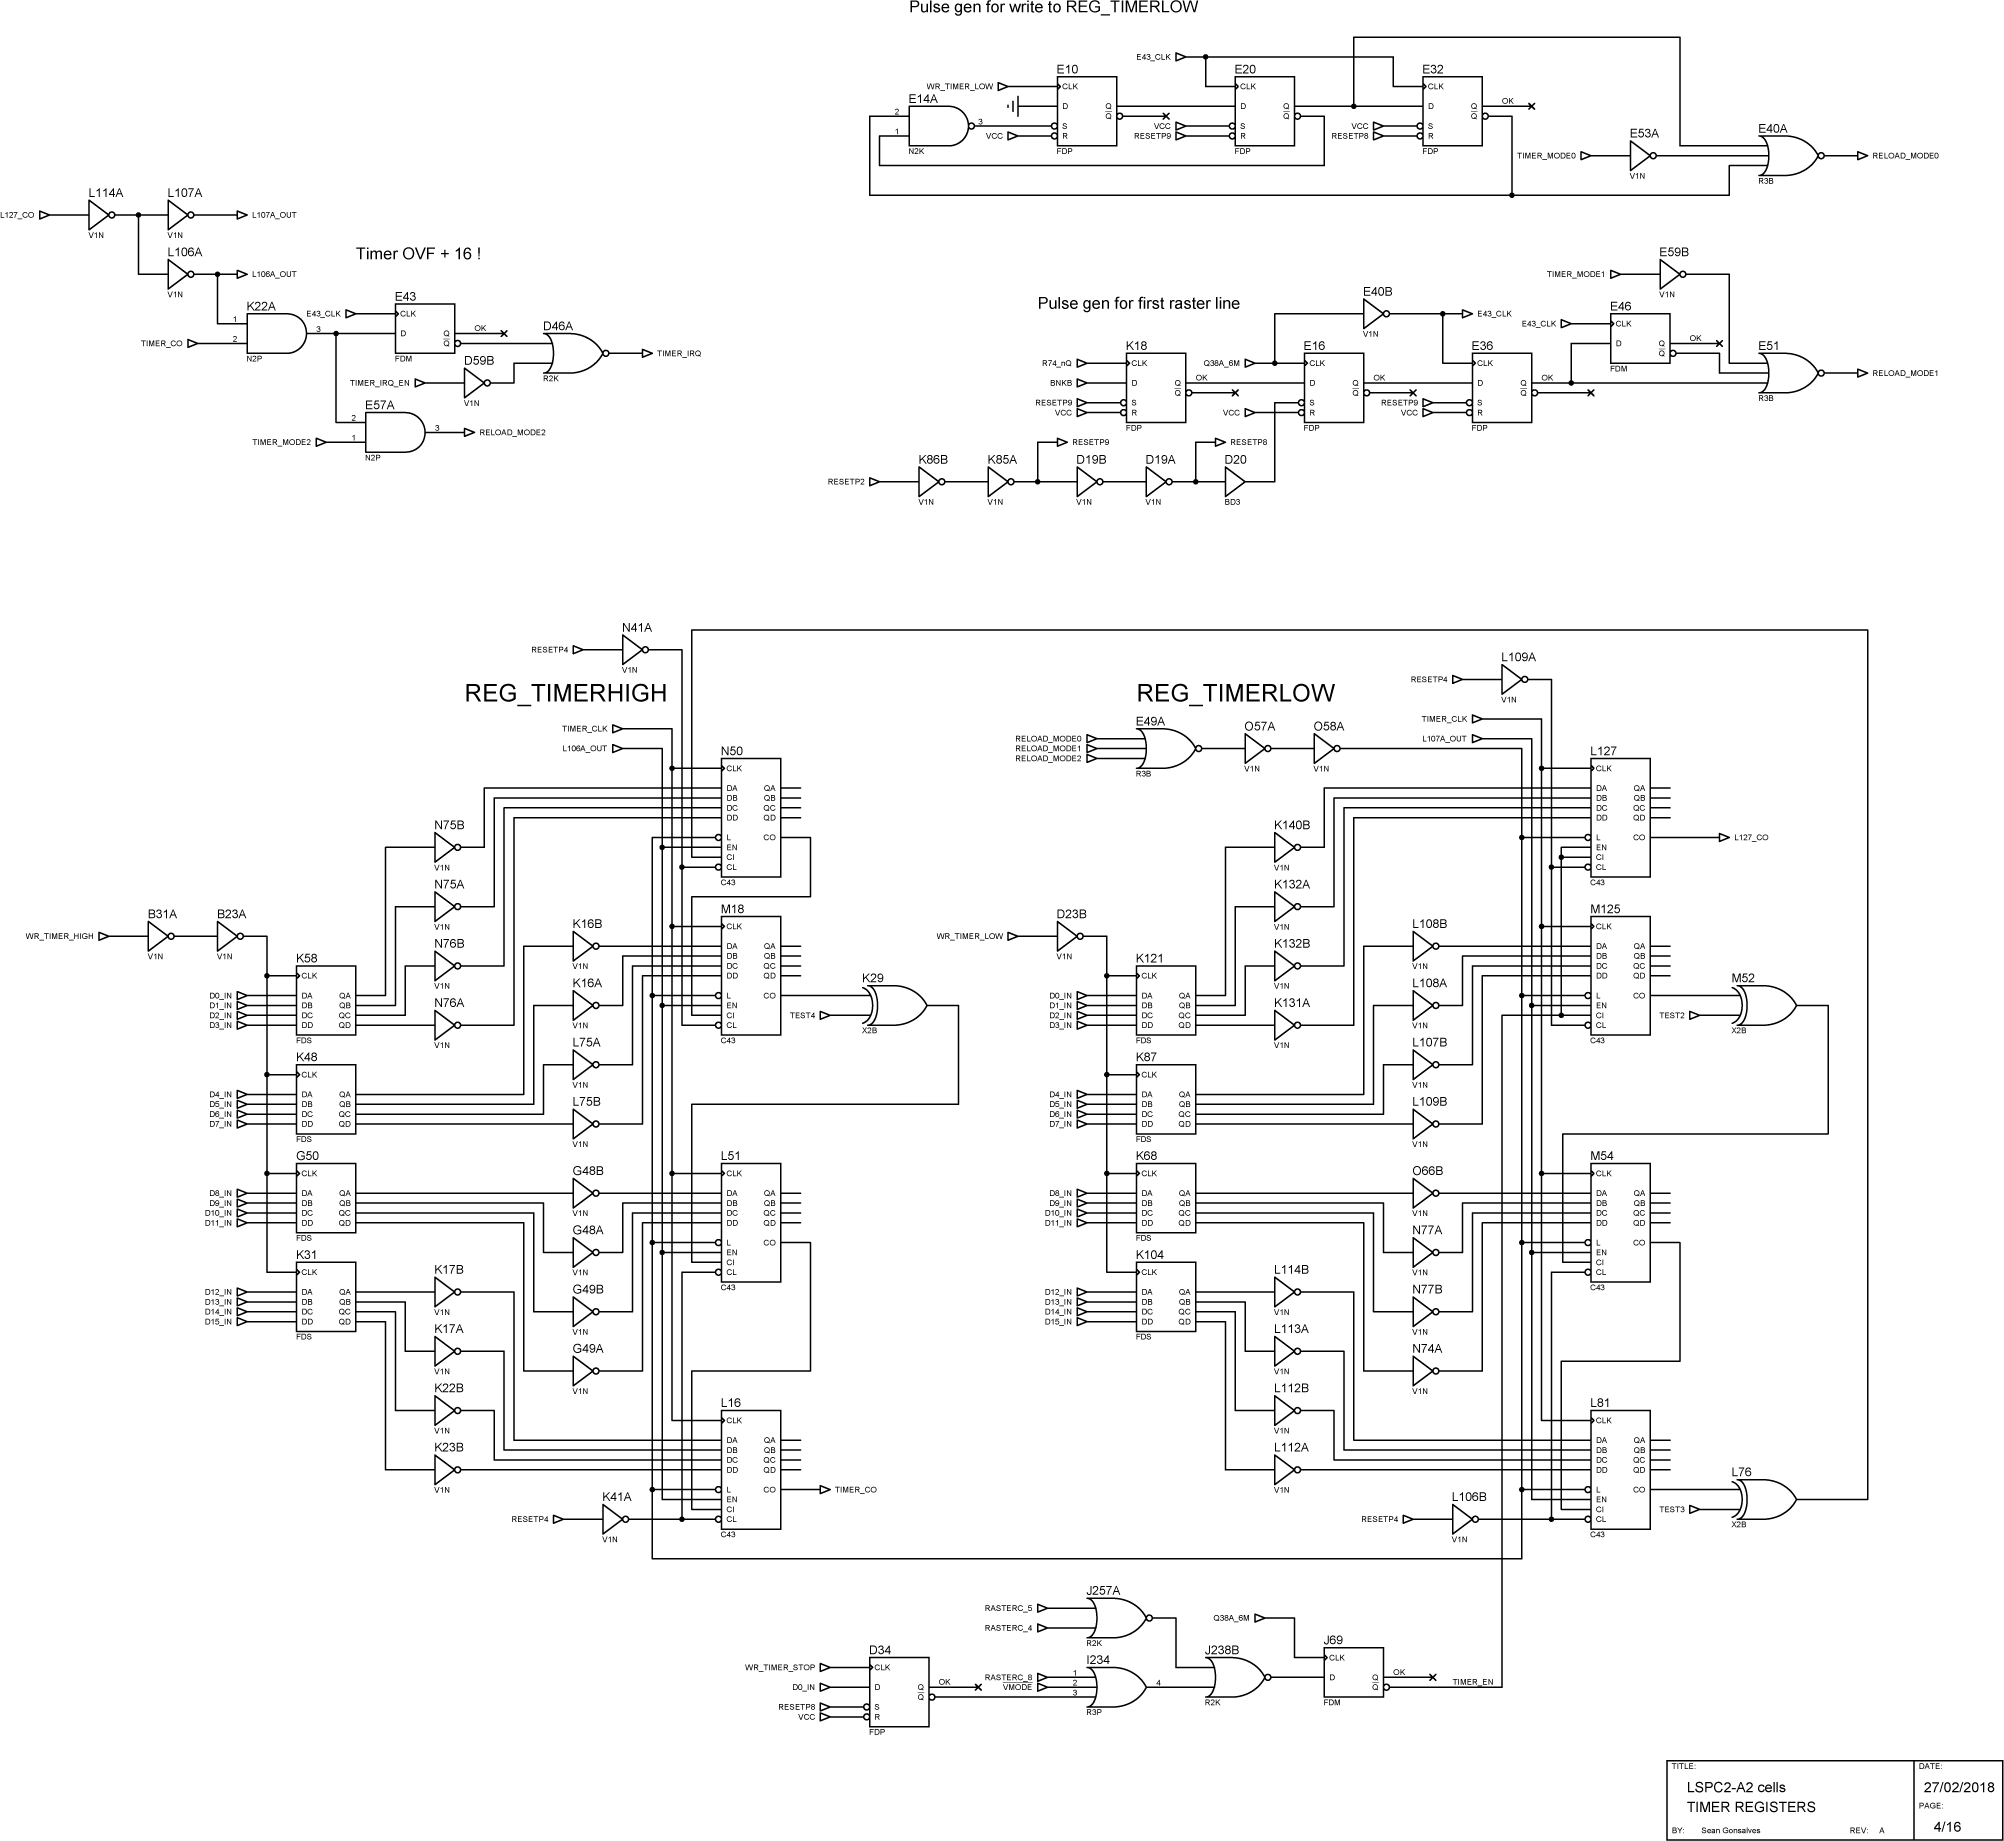 Pulse gen for write to REG_TIMERLOW
E43_CLK
E10 E20 E32
WR_TIMER_LOW CLK CLK CLK
E14A
2 D Q D Q D Q OK
3 Q Q Q
1 S VCC S VCC S
N2K VCC R RESETP9 R RESETP8 R
FDP FDP FDP
E53A E40A
TIMER_MODE0 RELOAD_MODE0
V1N R3B
L114A L107A
L127_CO L107A_OUT
V1N V1N
L106A
L106A_OUT
V1N
Timer OVF + 16 !
K22A E43
1 E43_CLK CLK
3 D Q OK
TIMER_CO 2 Q
N2P FDM
D46A
TIMER_IRQ
R2K
D59B
TIMER_IRQ_EN
V1N
E57A
2
3 RELOAD_MODE2
TIMER_MODE2 1
N2P
Pulse gen for first raster line
E59B
TIMER_MODE1
V1N
E40B
E43_CLK
V1N
E46
E43_CLK CLK
D Q OK
Q
FDM
E51
RELOAD_MODE1
R3B
K18 E16 E36
R74_nQ CLK Q38A_6M CLK CLK
BNKB D Q OK D Q OK D Q OK
Q Q Q
RESETP9 S S RESETP9 S
VCC R VCC R VCC R
FDP FDP FDP
RESETP9 RESETP8
K86B K85A D19B D19A D20
RESETP2
V1N V1N V1N V1N BD3
N41A
RESETP4
V1N
REG_TIMERHIGH
TIMER_CLK
L106A_OUT
N50
CLK
DA QA
DB QB
DC QC
DD QD
L CO
EN
CI
CL
C43
N75B
V1N
N75A
V1N
N76B
V1N
N76A
V1N
B31A B23A
WR_TIMER_HIGH
V1N V1N
K58
CLK
D0_IN DA QA
D1_IN DB QB
D2_IN DC QC
D3_IN DD QD
FDS
K16B
V1N
K16A
V1N
L75A
V1N
L75B
V1N
M18
CLK
DA QA
DB QB
DC QC
DD QD
L CO
EN
CI
CL
C43
K29
TEST4
X2B
K48
CLK
D4_IN DA QA
D5_IN DB QB
D6_IN DC QC
D7_IN DD QD
FDS
G50
CLK
D8_IN DA QA
D9_IN DB QB
D10_IN DC QC
D11_IN DD QD
FDS
G48B
V1N
G48A
V1N
G49B
V1N
G49A
V1N
L51
CLK
DA QA
DB QB
DC QC
DD QD
L CO
EN
CI
CL
C43
K31
CLK
D12_IN DA QA
D13_IN DB QB
D14_IN DC QC
D15_IN DD QD
FDS
K17B
V1N
K17A
V1N
K22B
V1N
K23B
V1N
L16
CLK
DA QA
DB QB
DC QC
DD QD
L CO TIMER_CO
EN
CI
CL
C43
K41A
RESETP4
V1N
REG_TIMERLOW
L109A
RESETP4
V1N
E49A O57A O58A
RELOAD_MODE0
RELOAD_MODE1
RELOAD_MODE2
R3B V1N V1N
TIMER_CLK
L107A_OUT
L127
CLK
DA QA
DB QB
DC QC
DD QD
L CO L127_CO
EN
CI
CL
C43
K140B
V1N
K132A
V1N
K132B
V1N
K131A
V1N
D23B
WR_TIMER_LOW
V1N
K121
CLK
D0_IN DA QA
D1_IN DB QB
D2_IN DC QC
D3_IN DD QD
FDS
L108B
V1N
L108A
V1N
L107B
V1N
L109B
V1N
M125
CLK
DA QA
DB QB
DC QC
DD QD
L CO
EN
CI
CL
C43
M52
TEST2
X2B
K87
CLK
D4_IN DA QA
D5_IN DB QB
D6_IN DC QC
D7_IN DD QD
FDS
K68
CLK
D8_IN DA QA
D9_IN DB QB
D10_IN DC QC
D11_IN DD QD
FDS
O66B
V1N
N77A
V1N
N77B
V1N
N74A
V1N
M54
CLK
DA QA
DB QB
DC QC
DD QD
L CO
EN
CI
CL
C43
K104
CLK
D12_IN DA QA
D13_IN DB QB
D14_IN DC QC
D15_IN DD QD
FDS
L114B
V1N
L113A
V1N
L112B
V1N
L112A
V1N
L81
CLK
DA QA
DB QB
DC QC
DD QD
L CO
EN
CI
CL
C43
L76
TEST3
X2B
L106B
RESETP4
V1N
J257A
RASTERC_5
RASTERC_4
R2K
D34
WR_TIMER_STOP CLK
D0_IN D Q OK
Q
RESETP8 S
VCC R
FDP
I234
RASTERC_8 1
VMODE 2 4
3
R3P
J238B
R2K
Q38A_6M
J69
CLK
D Q OK
Q TIMER_EN
FDM
TITLE:
LSPC2-A2 cells
TIMER REGISTERS
BY: Sean Gonsalves REV: A
DATE:
27/02/2018
PAGE:
4/16